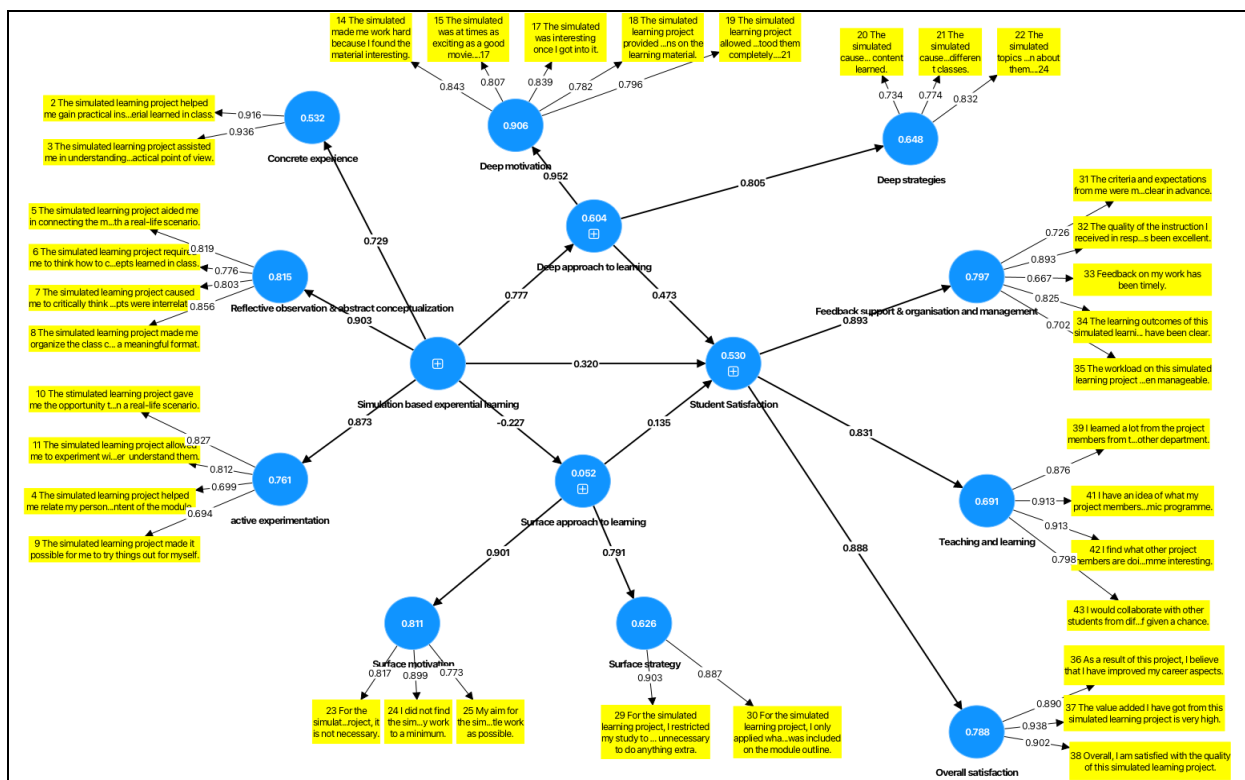 14 The simulated
made me work hard
because I found the
material interesting.
15 The simulated
was at times as
exciting as a good
movie....17
17 The simulated
was interesting
once I got into it.
18 The simulated
learning project
provided ...ns on the
learning material.
19 The simulated
learning project
allowed ...tood them
completely....21
20 The
simulated
cause... content
learned.
21 The
simulated
cause...differen
t classes.
22 The
simulated
topics ...n about
them....24
0.843
0.807
0.839
0.782
0.796
0.734
0.774
0.832
2 The simulated learning project helped
me gain practical ins...erial learned in class.
3 The simulated learning project assisted
me in understanding...actical point of view.
0.916
0.936
0.532
Concrete experience
0.906
Deep motivation
0.952
0.648
Deep strategies
0.805
0.604
Deep approach to learning
0.729
5 The simulated learning project aided me
in connecting the m...th a real-life scenario.
6 The simulated learning project require
me to think how to c...epts learned in class.
7 The simulated learning project caused
me to critically think ...pts were interrelat
8 The simulated learning project made me
organize the class c... a meaningful format.
0.819
0.776
0.803
0.856
0.815
Reflective observation & abstract conceptualization
0.903
0.777
0.473
31 The criteria and expectations
from me were m...clear in advance.
32 The quality of the instruction I
received in resp...s been excellent.
33 Feedback on my work has
been timely.
34 The learning outcomes of this
simulated learni... have been clear.
35 The workload on this simulated
learning project ...en manageable.
0.726
0.893
0.667
0.825
0.702
0.797
Feedback support & organisation and management
0.893
Simulation based experential learning
0.320
0.530
Student Satisfaction
10 The stimulated learning project gave
me the opportunity t...n a real-life scenario.
11 The simulated learning project allowe
me to experiment wi...er understand them.
4 The simulated learning project helped
me relate my person...ntent of the module
9 The simulated learning project made it
possible for me to try things out for myself.
0.827
0.812
0.699
0.694
0.761
active experimentation
0.873
-0.227
0.135
0.052
Surface approach to learning
0.831
39 I learned a lot from the project
members from t...other department.
41 I have an idea of what my
project members...mic programme.
42 I find what other project
mbers are doi...mme interesting.
43 I would collaborate with other
students from dif...f given a chance.
0.876
0.913
0.913
0.798
0.691
Teaching and learning
0.901
0.791
0.888
0.811
Surface motivation
0.817
0.899
0.773
0.626
Surface strategy
0.903
0.887
23 For the
simulat...roject, it
is not necessary.
24 I did not find
the sim...y work
to a minimum.
25 My aim for
the sim...tle work
as possible.
29 For the simulated
learning project, I restricted
my study to ... unnecessary
to do anything extra.
30 For the simulated
learning project, I only
applied wha...was included
on the module outline.
36 As a result of this project, I believe
that I have improved my career aspects.
37 The value added I have got from this
simulated learning project is very high.
38 Overall, I am satisfied with the quality
of this simulated learning project.
0.890
0.938
0.902
0.788
Overall satisfaction